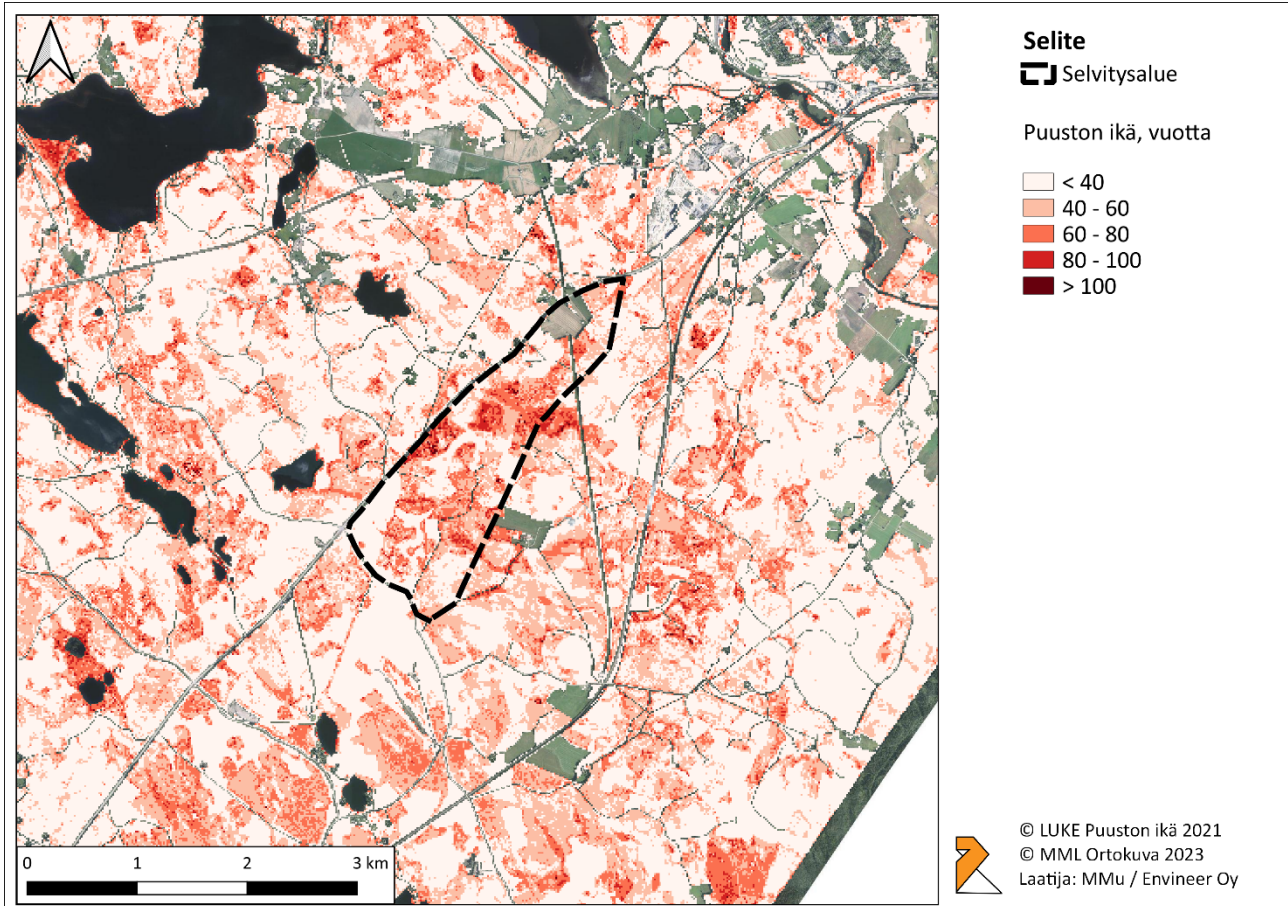 Selite
Selvitysalue
Puuston ikä, vuotta
< 40
40 - 60
60 - 80
80 - 100
> 100
0 1 2 3 km
© LUKE Puuston ikä 2021
© MML Ortokuva 2023
Laatija: MMu / Envineer Oy